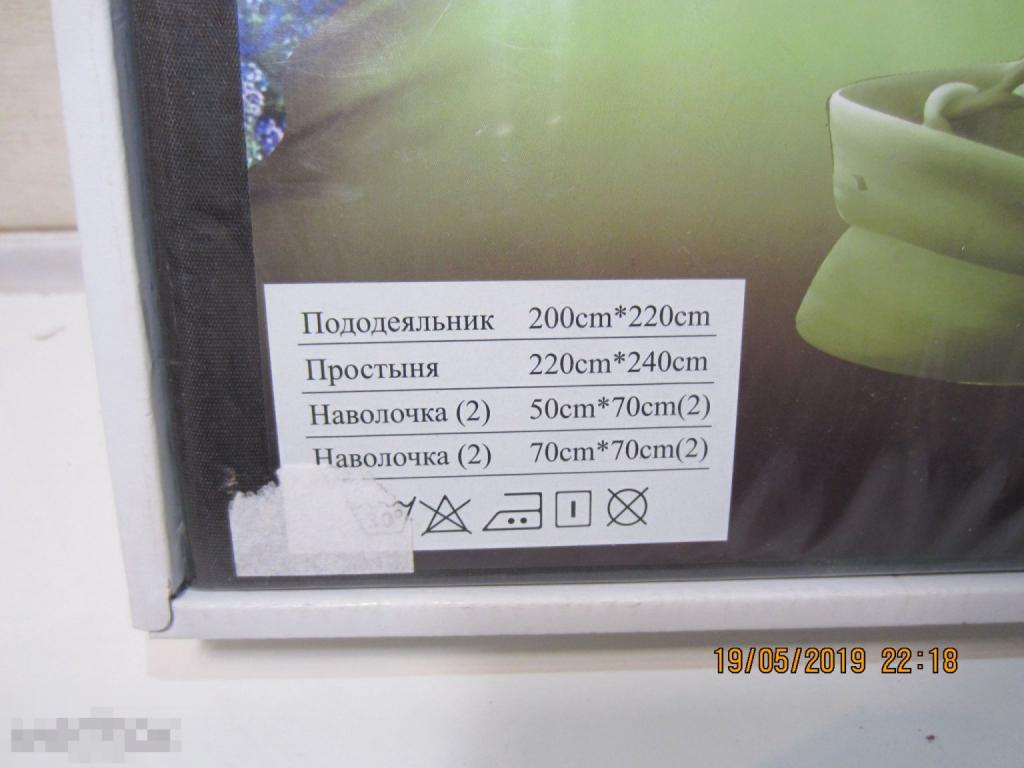 Пододеяльник 200cm*220cm
Простыня 220cm*240cm
Наволочка (2) 50cm*70cm(2)
Наволочка (2) 70cm*70cm(2)
19/05/2019 22:18